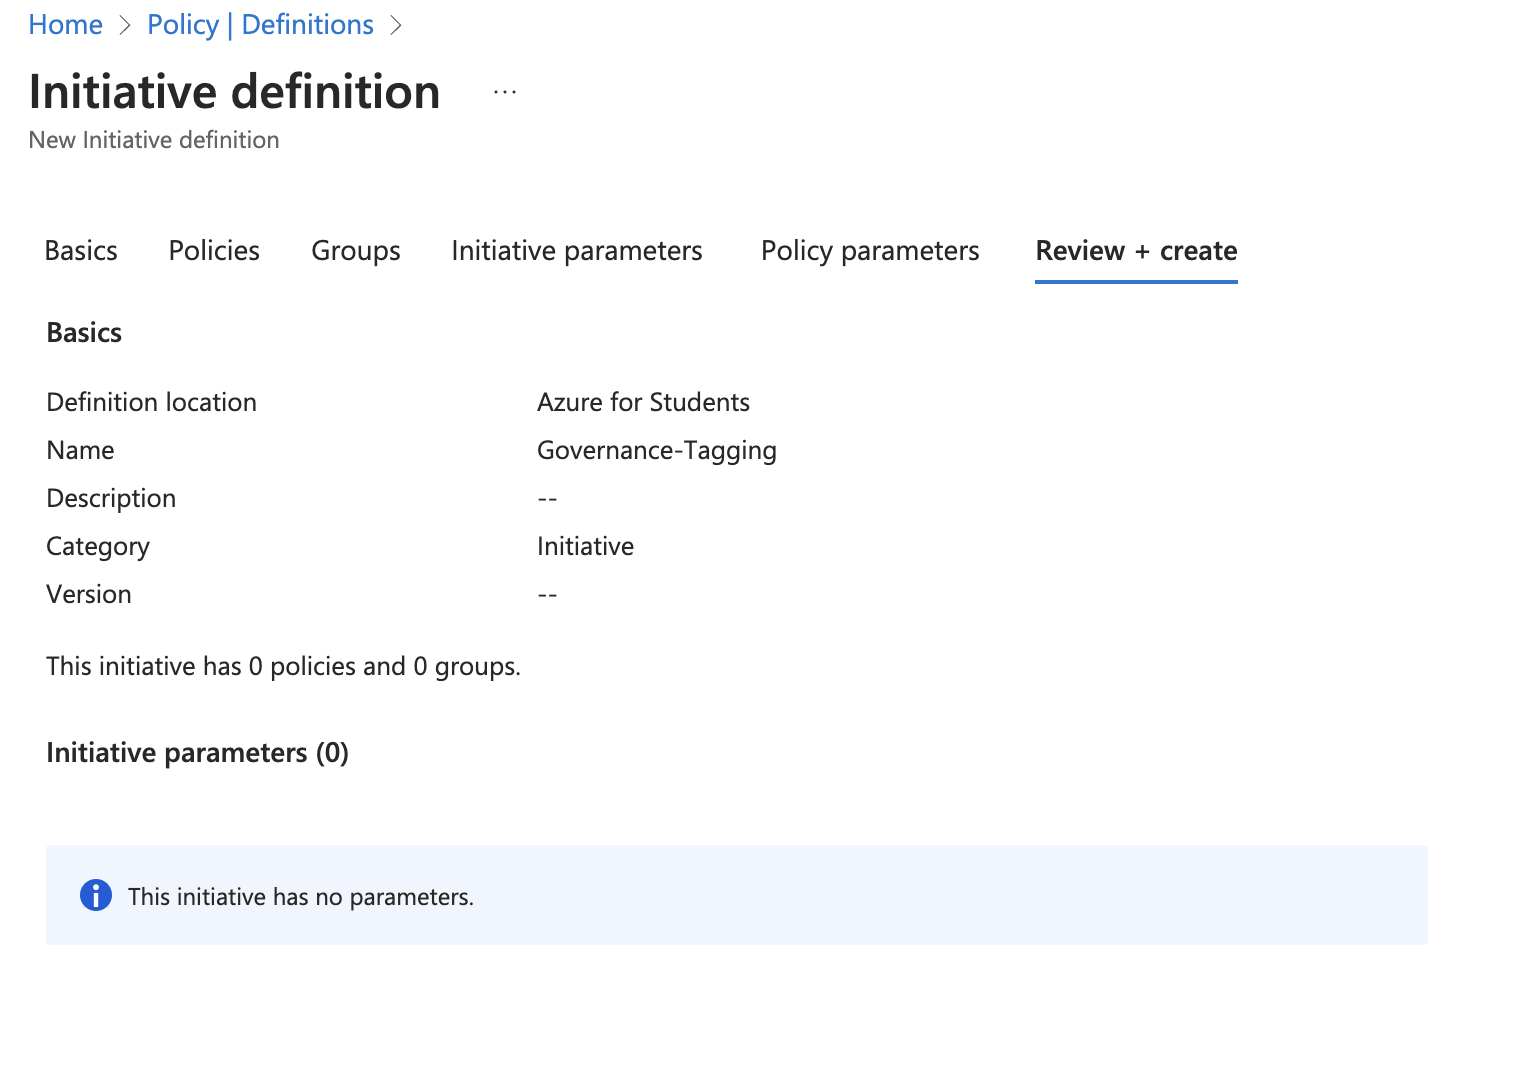 Home > Policy | Definitions >
Initiative definition ...
New Initiative definition
Basics Policies Groups Initiative parameters Policy parameters Review + create
Basics
Definition location Azure for Students
Name Governance-Tagging
Description --
Category Initiative
Version --
This initiative has 0 policies and 0 groups.
Initiative parameters (0)
This initiative has no parameters.